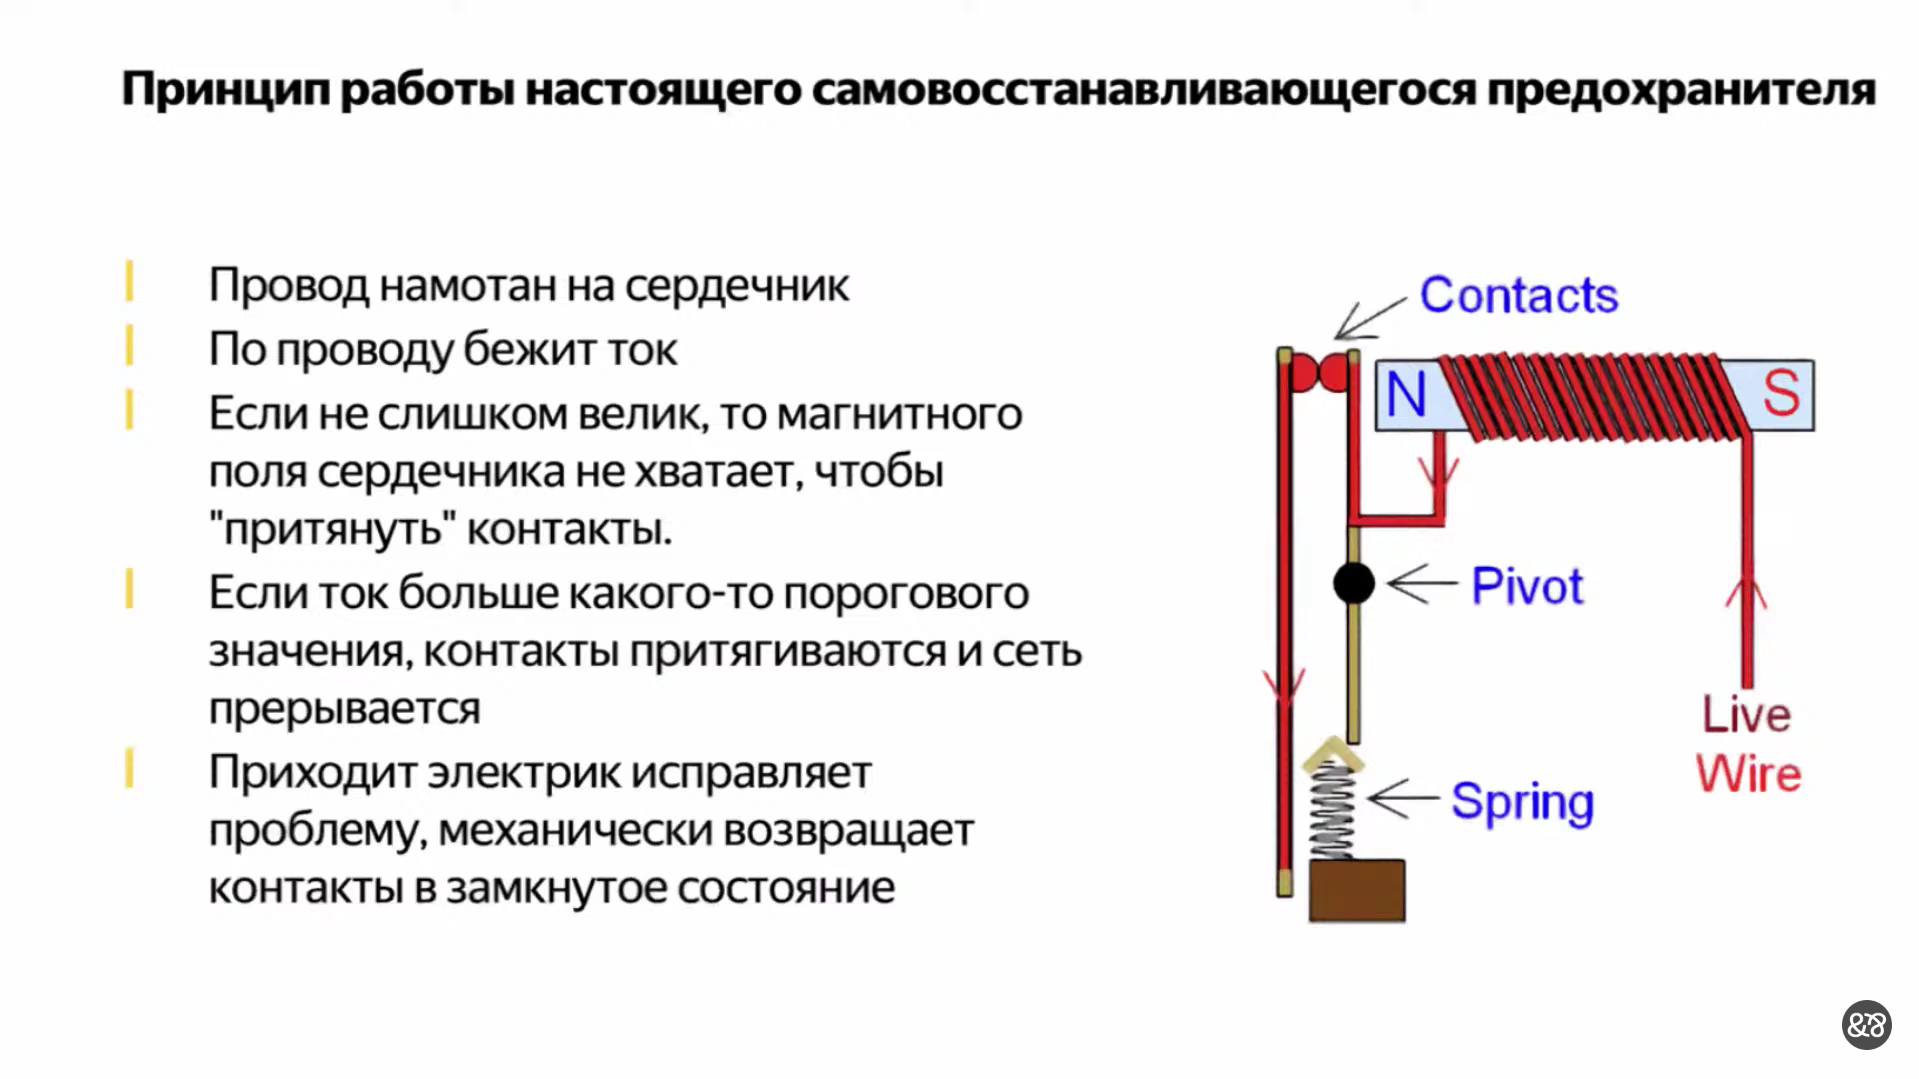 Принцип работы настоящего самовосстанавливающегося предохранителя
Провод намотан на сердечник
По проводу бежит ток
Если не слишком велик, то магнитного
поля сердечника не хватает, чтобы
"притянуть" контакты.
Если ток больше какого-то порогового
значения, контакты притягиваются и сеть
прерывается
Приходит электрик исправляет
проблему, механически возвращает
контакты в замкнутое состояние
Contacts
N
S
Pivot
Live
Wire
Spring